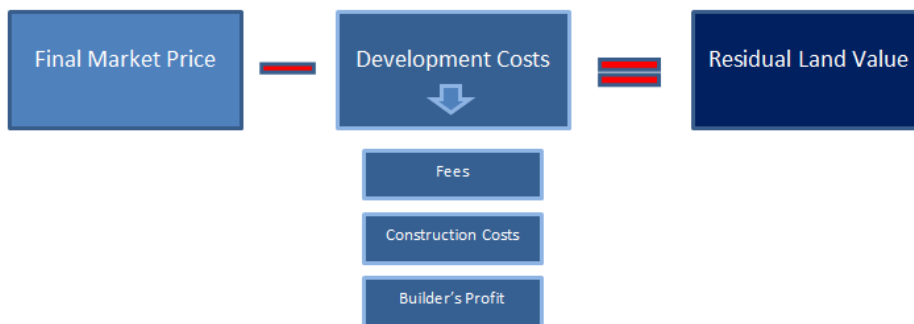 Final Market Price
Development Costs
Residual Land Value
Fees
Construction Costs
Builder's Profit